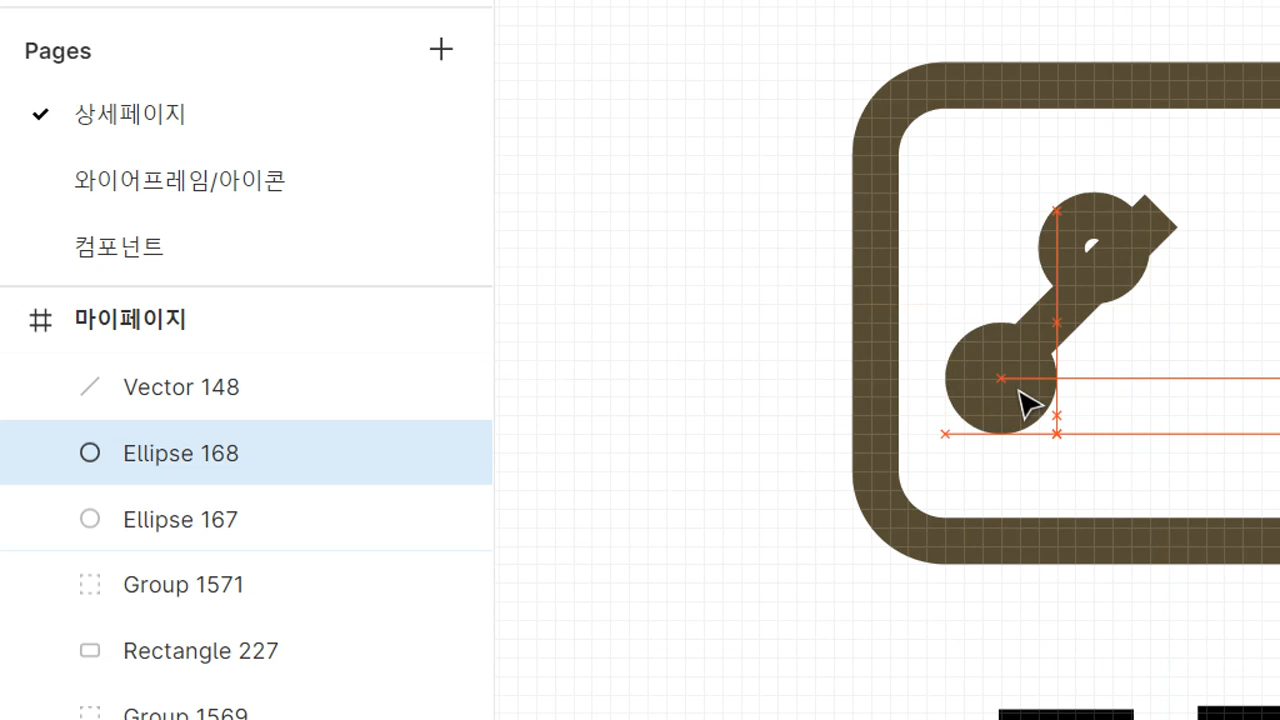 Pages
상세페이지
와이어프레임/아이콘
컴포넌트
마이페이지
Vector 148
Ellipse 168
Ellipse 167
Group 1571
Rectangle 227
Group 1569